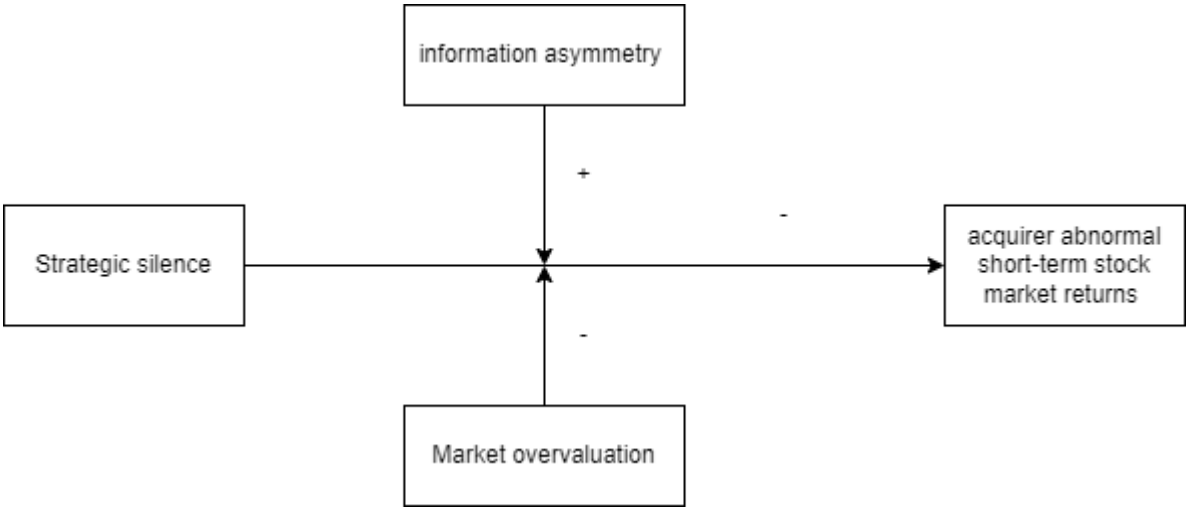 information asymmetry
+
-
Strategic silence
acquirer abnormal
short-term stock
market returns
-
Market overvaluation